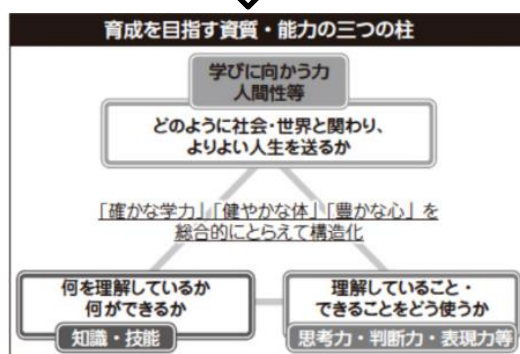 育成を目指す資質・能力の三つの柱
学びに向かう力
人間性等
どのように社会・世界と関わり、
よりよい人生を送るか
「確かな学力」「健やかな体」「豊かな心」を
総合的にとらえて構造化
何を理解しているか
何ができるか
知識・技能
理解していること・
できることをどう使うか
思考力・判断力・表現力等